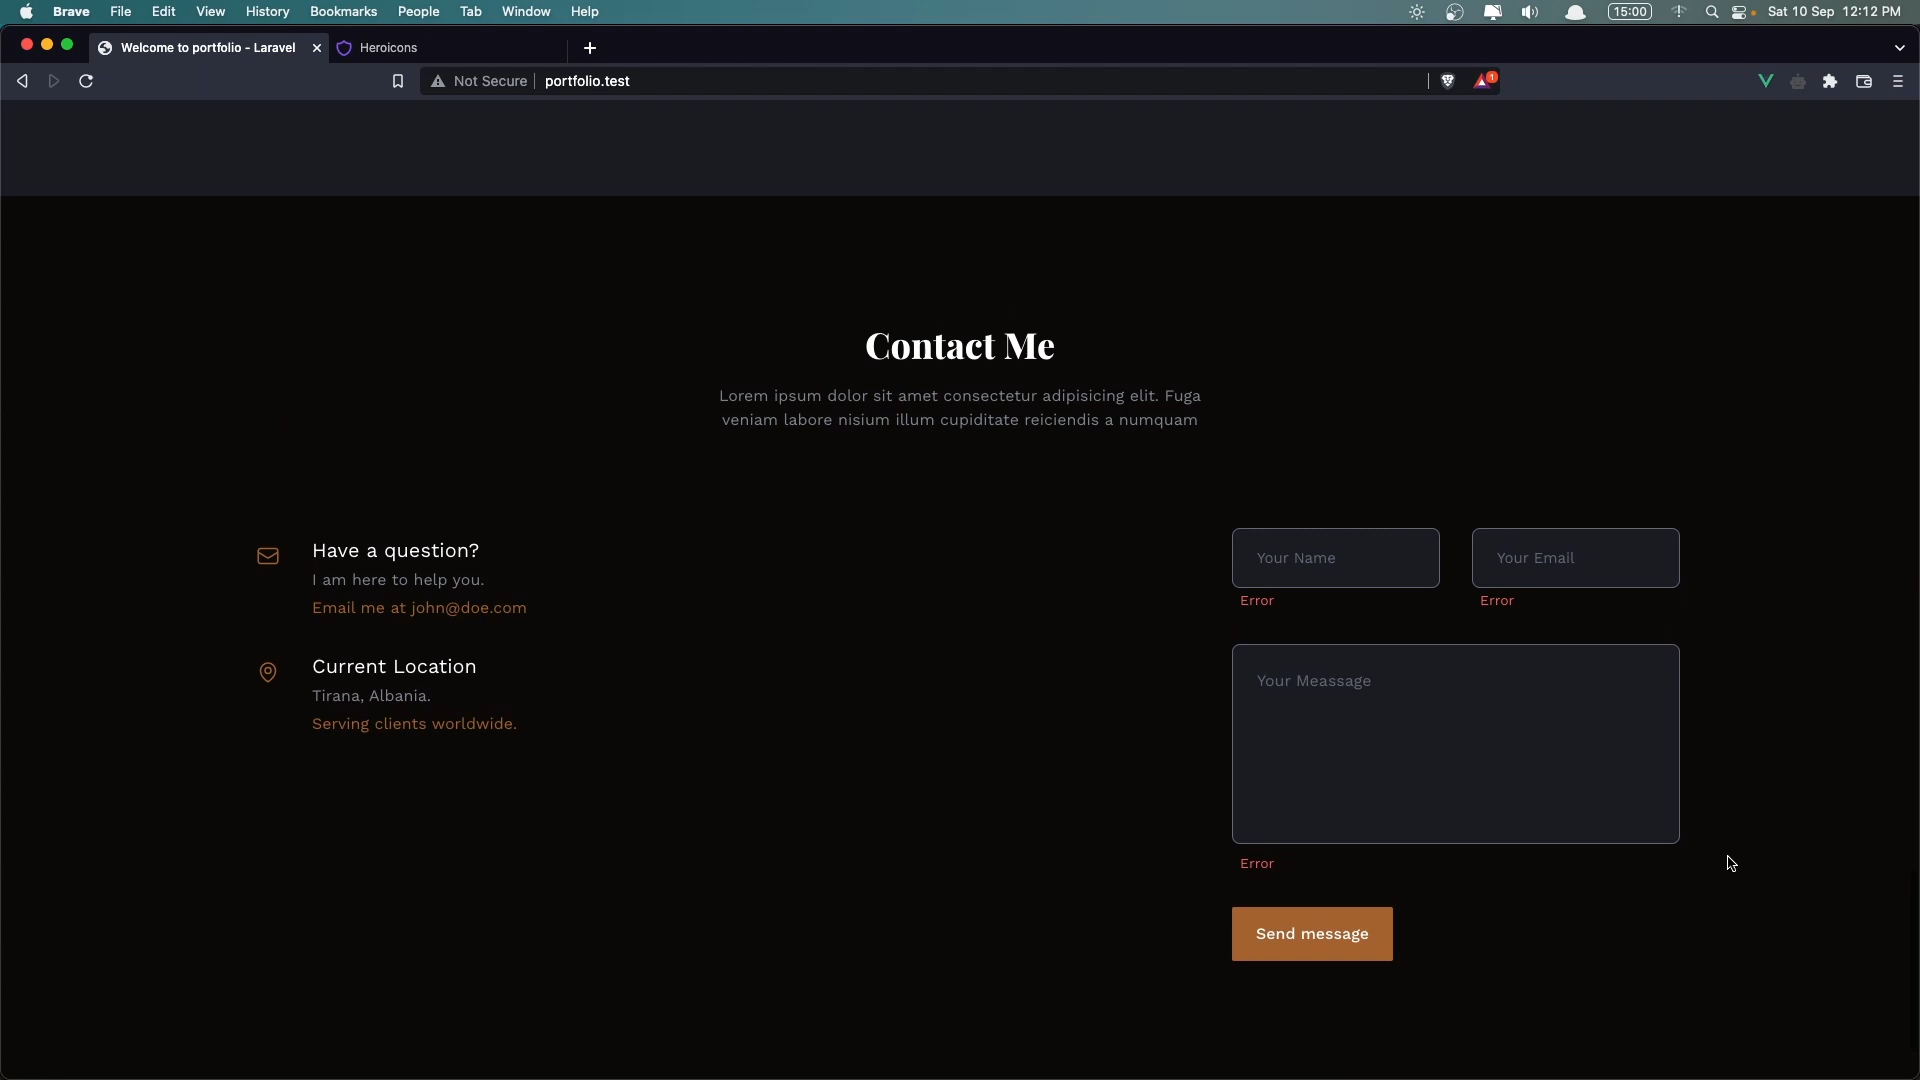 Brave File Edit View History Bookmarks People Tab Window Help 15:00 Sat 10 Sep 12:12 PM
Welcome to portfolio - Laravel Heroicons
Not Secure portfolio.test 1
Contact Me
Lorem ipsum dolor sit amet consectetur adipisicing elit. Fuga
veniam labore nisium illum cupiditate reiciendis a numquam
Have a question?
I am here to help you.
Email me at john@doe.com
Current Location
Tirana, Albania.
Serving clients worldwide.
Your Name Your Email
Error Error
Your Meassage
Error
Send message